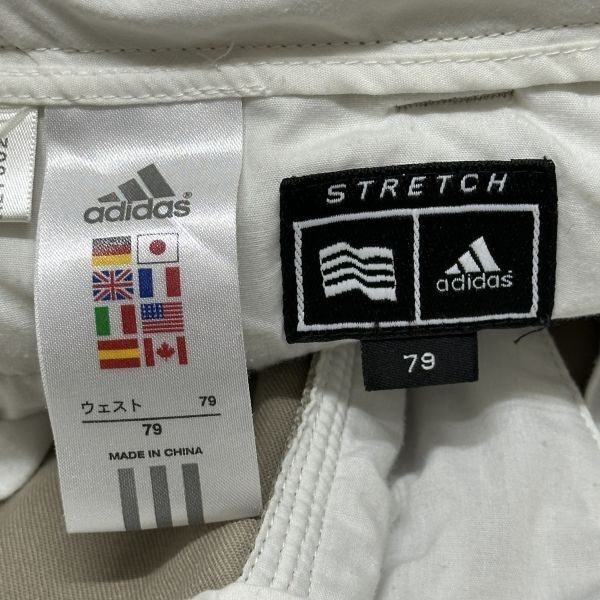 adidas
ウェスト 79
79
MADE IN CHINA
STRETCH
adidas
79